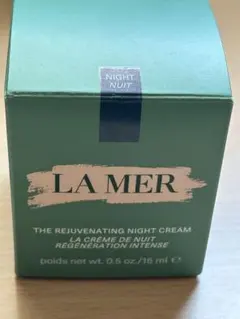 NIGHT
NUIT
LA MER
THE REJUVENATING NIGHT CREAM
LA CRÈME DE NUIT
RÉGÉNÉRATION INTENSE
poids net wt. 0.5 oz./15 ml ℮